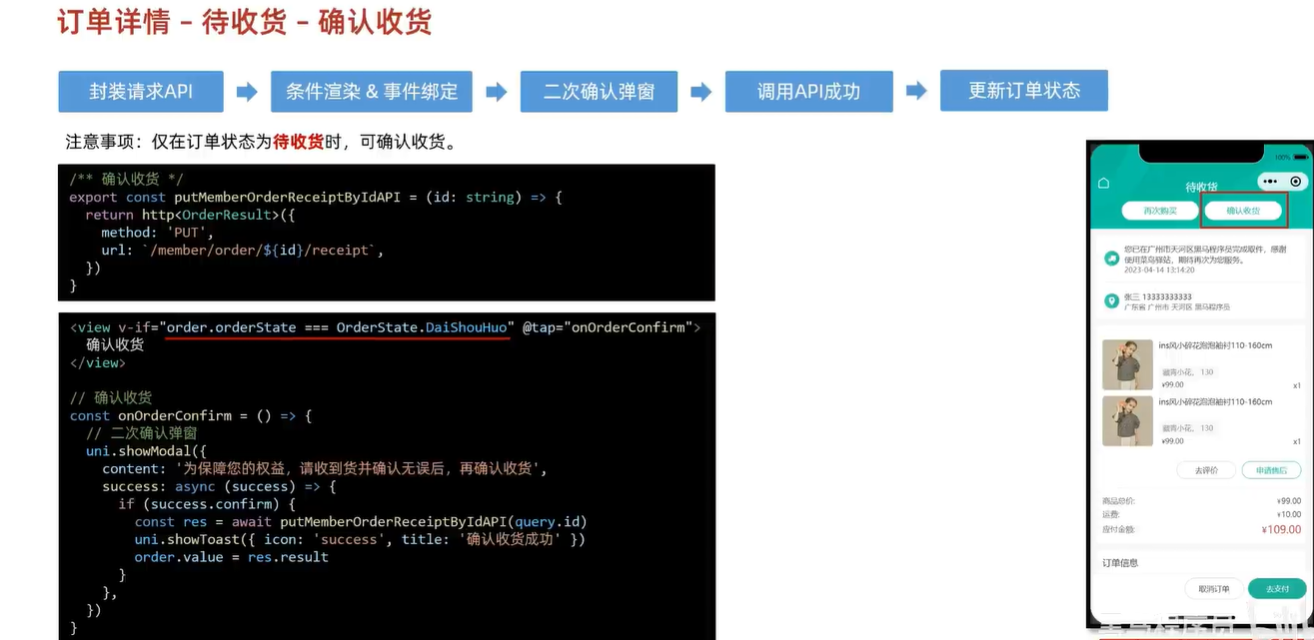 订单详情 – 待收货 – 确认收货
封装请求API
条件渲染 & 事件绑定
二次确认弹窗
调用API成功
更新订单状态
注意事项：仅在订单状态为待收货时，可确认收货。
/** 确认收货 */
export const putMemberOrderReceiptByIdAPI = (id: string) => {
return http<OrderResult>({
method: 'PUT',
url: `/member/order/${id}/receipt`,
})
}
<view v-if="order.orderState === OrderState.DaiShouHuo" @tap="onOrderConfirm">
确认收货
</view>
// 确认收货
const onOrderConfirm = () => {
// 二次确认弹窗
uni.showModal({
content: '为保障您的权益，请收到货并确认无误后，再确认收货',
success: async (success) => {
if (success.confirm) {
const res = await putMemberOrderReceiptByIdAPI(query.id)
uni.showToast({ icon: 'success', title: '确认收货成功' })
order.value = res.result
}
},
})
}
100%
待收货
再次购买
确认收货
您已在广州市天河区黑马程序员完成取件，感谢
使用菜鸟驿站，期待再次为您服务。
2023-04-14 13:14:20
张三 13333333333
广东省 广州市 天河区 黑马程序员
ins风小碎花泡泡袖衬110-160cm
藏青小花, 130
¥99.00
x1
ins风小碎花泡泡袖衬110-160cm
藏青小花, 130
¥99.00
x1
去评价
申请售后
商品总价:
¥99.00
运费:
¥10.00
应付金额:
¥109.00
订单信息
取消订单
去支付